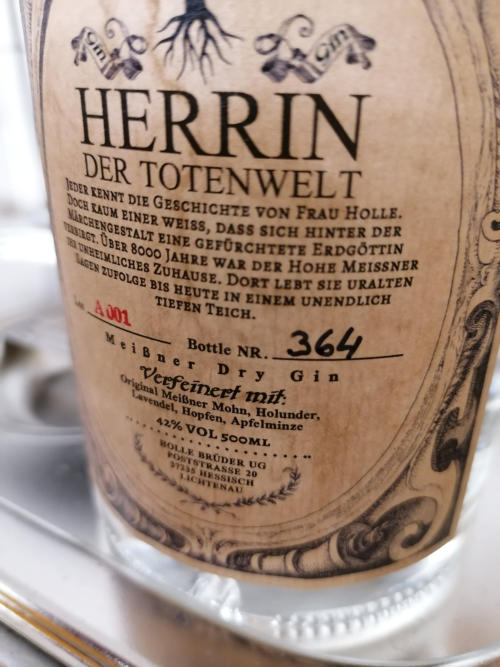 Gin
Gin
HERRIN
DER TOTENWELT
JEDER KENNT DIE GESCHICHTE VON FRAU HOLLE.
DOCH KAUM EINER WEISS, DASS SICH HINTER DER
MÄRCHENGESTALT EINE GEFÜRCHTETE ERDGÖTTIN
VERBIRGT. ÜBER 8000 JAHRE WAR DER HOHE MEISSNER
IHR UNHEIMLICHES ZUHAUSE. DORT LEBT SIE URALTEN
SAGEN ZUFOLGE BIS HEUTE IN EINEM UNENDLICH
TIEFEN TEICH.
Lot. A 001
Bottle NR. 364
Meißner Dry Gin
Verfeinert mit:
Original Meißner Mohn, Holunder,
Lavendel, Hopfen, Apfelminze
42% VOL 500ML
HOLLE BRÜDER UG
POSTSTRASSE 20
37235 HESSISCH
LICHTENAU